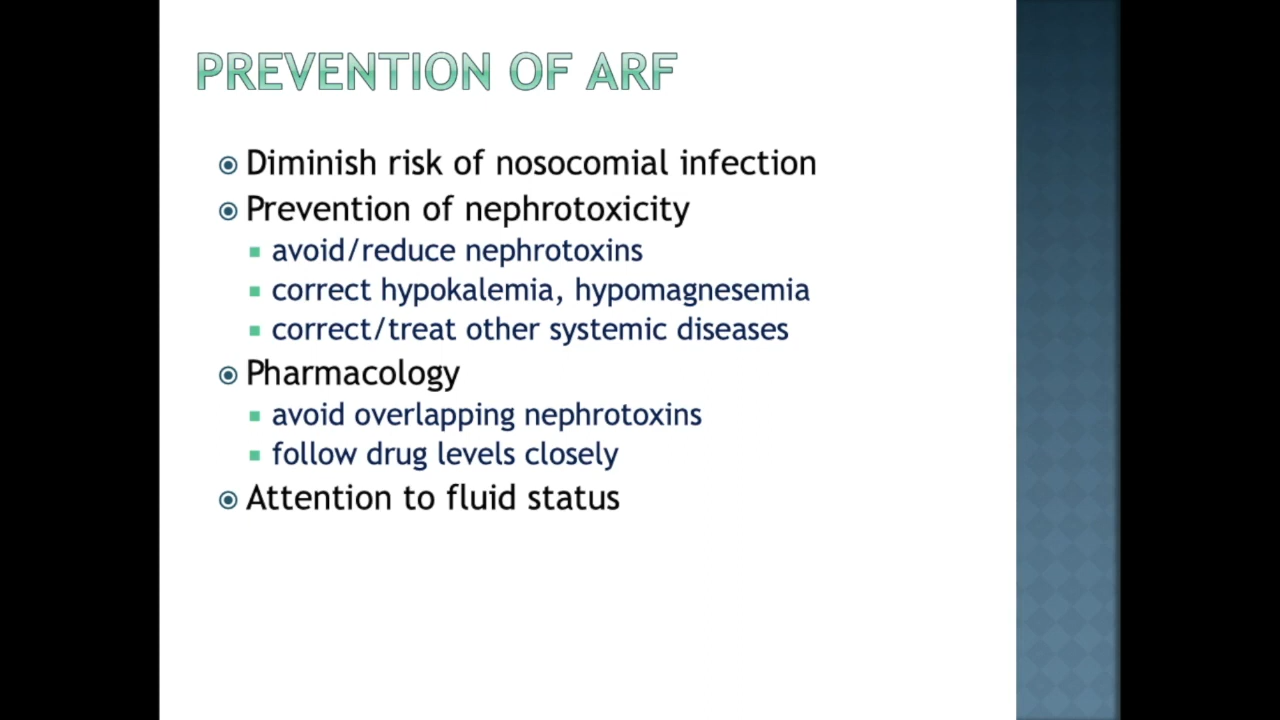 PREVENTION OF ARF
Diminish risk of nosocomial infection
Prevention of nephrotoxicity
avoid/reduce nephrotoxins
correct hypokalemia, hypomagnesemia
correct/treat other systemic diseases
Pharmacology
avoid overlapping nephrotoxins
follow drug levels closely
Attention to fluid status